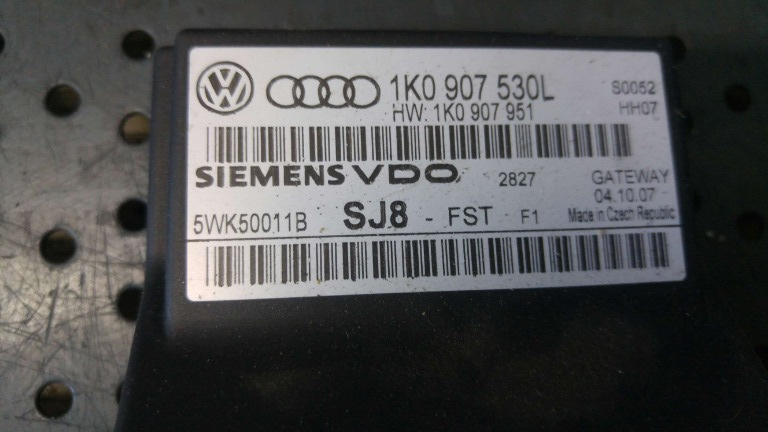 1K0 907 530L S0052
HW: 1K0 907 951 HH07
SIEMENS VDO 2827 GATEWAY
04.10.07
5WK50011B SJ8 - FST F1 Made in Czech Republic